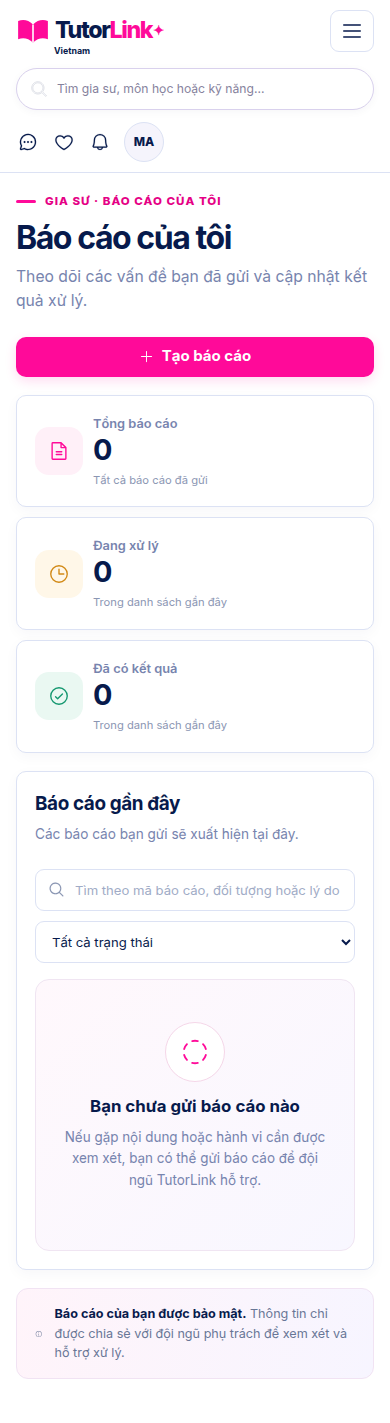 TutorLink
Vietnam
Tìm gia sư, môn học hoặc kỹ năng...
MA
GIA SƯ · BÁO CÁO CỦA TÔI
Báo cáo của tôi
Theo dõi các vấn đề bạn đã gửi và cập nhật kết
quả xử lý.
Tạo báo cáo
Tổng báo cáo
0
Tất cả báo cáo đã gửi
Đang xử lý
0
Trong danh sách gần đây
Đã có kết quả
0
Trong danh sách gần đây
Báo cáo gần đây
Các báo cáo bạn gửi sẽ xuất hiện tại đây.
Tìm theo mã báo cáo, đối tượng hoặc lý do
Tất cả trạng thái
Bạn chưa gửi báo cáo nào
Nếu gặp nội dung hoặc hành vi cần được
xem xét, bạn có thể gửi báo cáo để đội
ngũ TutorLink hỗ trợ.
Báo cáo của bạn được bảo mật. Thông tin chỉ
được chia sẻ với đội ngũ phụ trách để xem xét và
hỗ trợ xử lý.